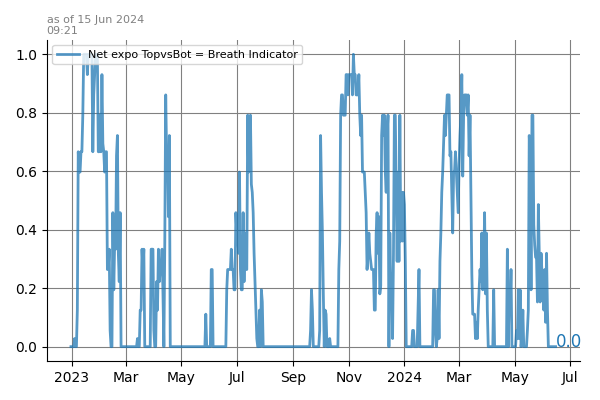 as of 15 Jun 2024
09:21
Net expo TopvsBot = Breath Indicator
1.0
0.8
0.6
0.4
0.2
0.0
0.0
2023 Mar May Jul Sep Nov 2024 Mar May Jul